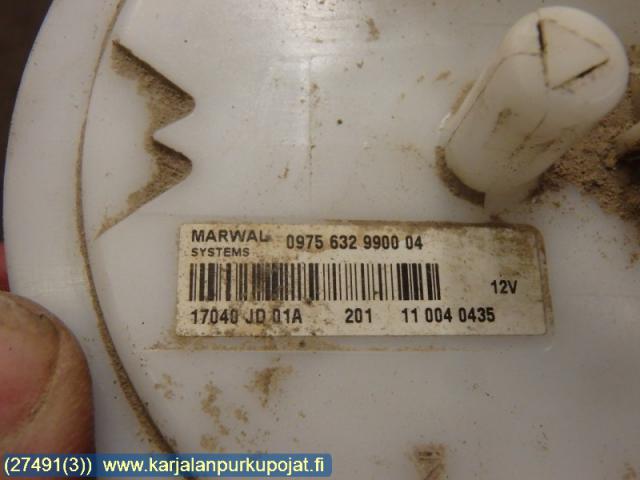 MARWAL 0975 632 9900 04
SYSTEMS
12V
17040 JD 01A 201 11 004 0435
(27491(3)) www.karjalanpurkupojat.fi